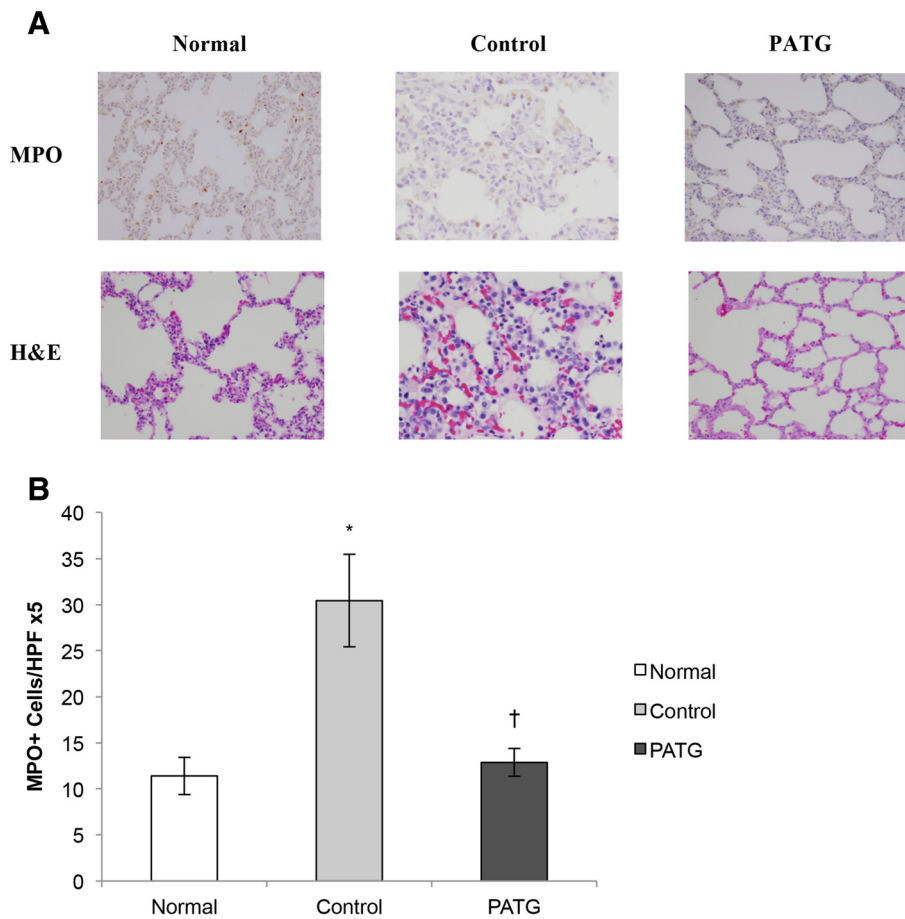 A
Normal Control PATG
MPO
H&E
B
40
35
30
25
20
15
10
5
0
MPO+ Cells/HPF x5
*
†
Normal Control PATG
Normal
Control
PATG